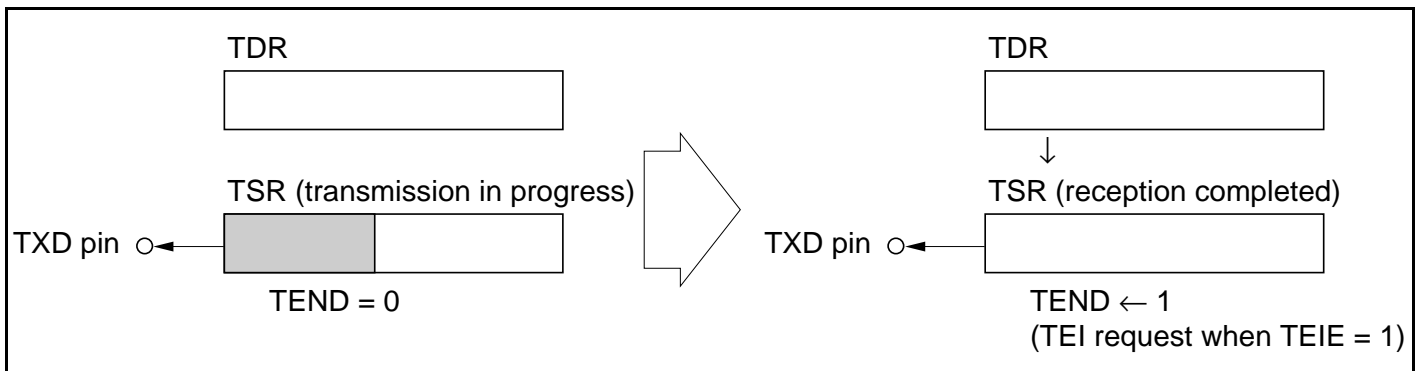 TDR
TSR (transmission in progress)
TXD pin
TEND = 0
TDR
↓
TSR (reception completed)
TXD pin
TEND ← 1
(TEI request when TEIE = 1)